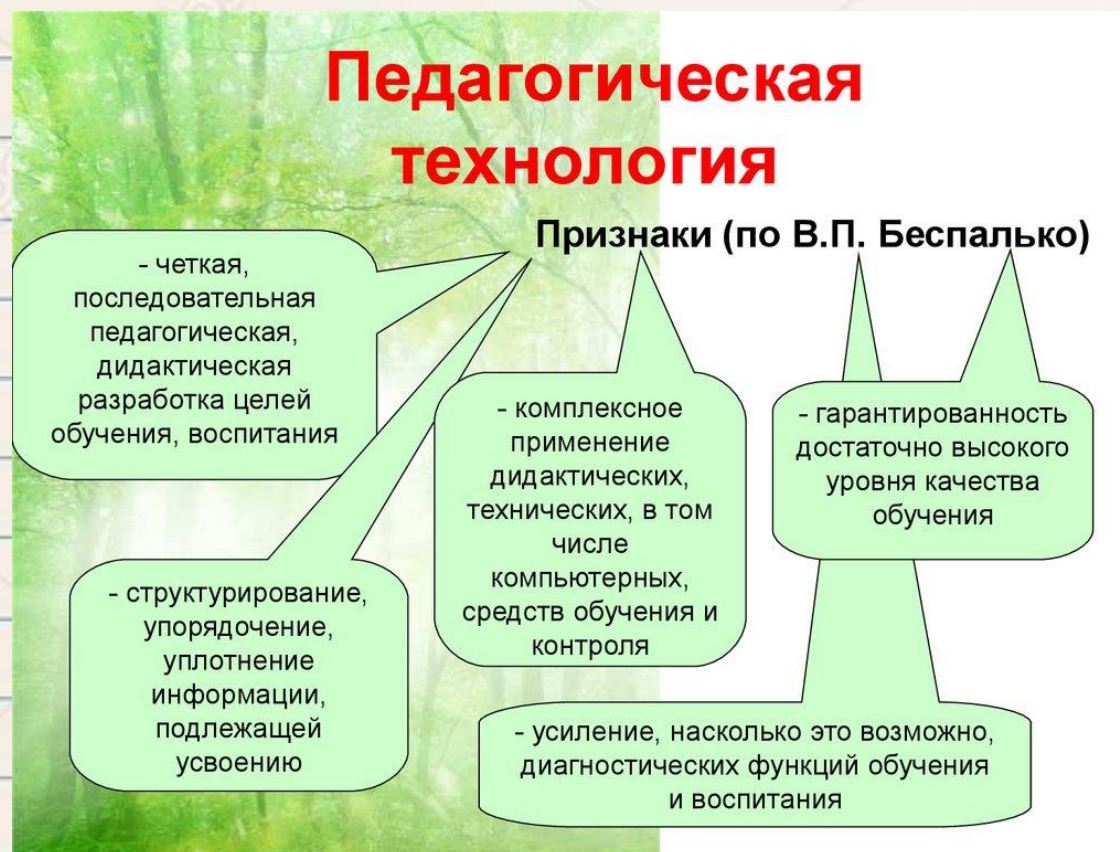 Педагогическая
технология
Признаки (по В.П. Беспалько)
- четкая,
последовательная
педагогическая,
дидактическая
разработка целей
обучения, воспитания
- структурирование,
упорядочение,
уплотнение
информации,
подлежащей
усвоению
- комплексное
применение
дидактических,
технических, в том
числе
компьютерных,
средств обучения и
контроля
- гарантированность
достаточно высокого
уровня качества
обучения
- усиление, насколько это возможно,
диагностических функций обучения
и воспитания